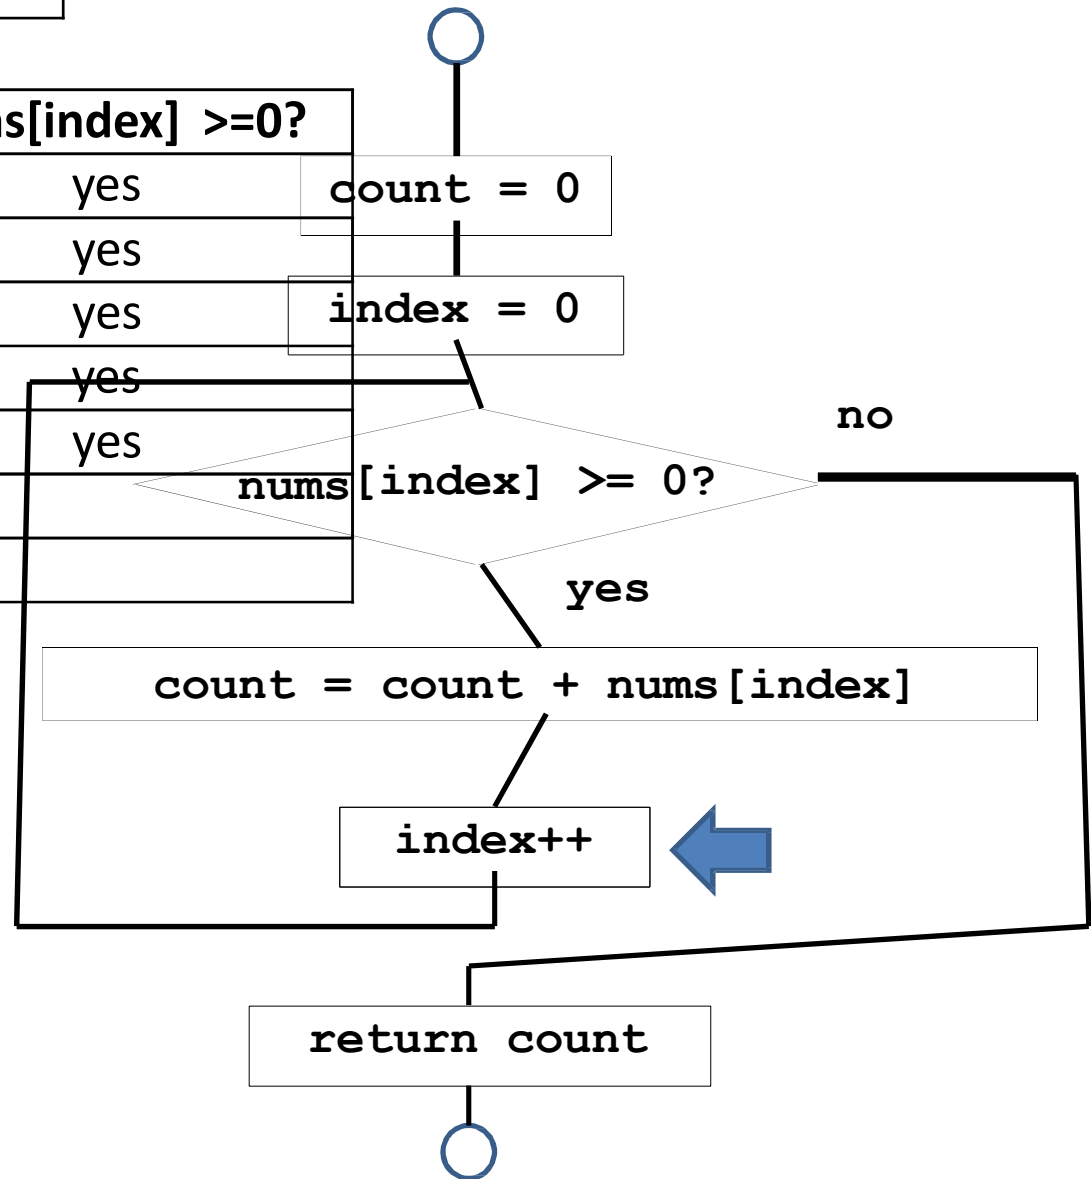 s[index] >=0?
yes
yes
yes
yes
yes
count = 0
index = 0
nums[index] >= 0?
no
yes
count = count + nums[index]
index++
return count